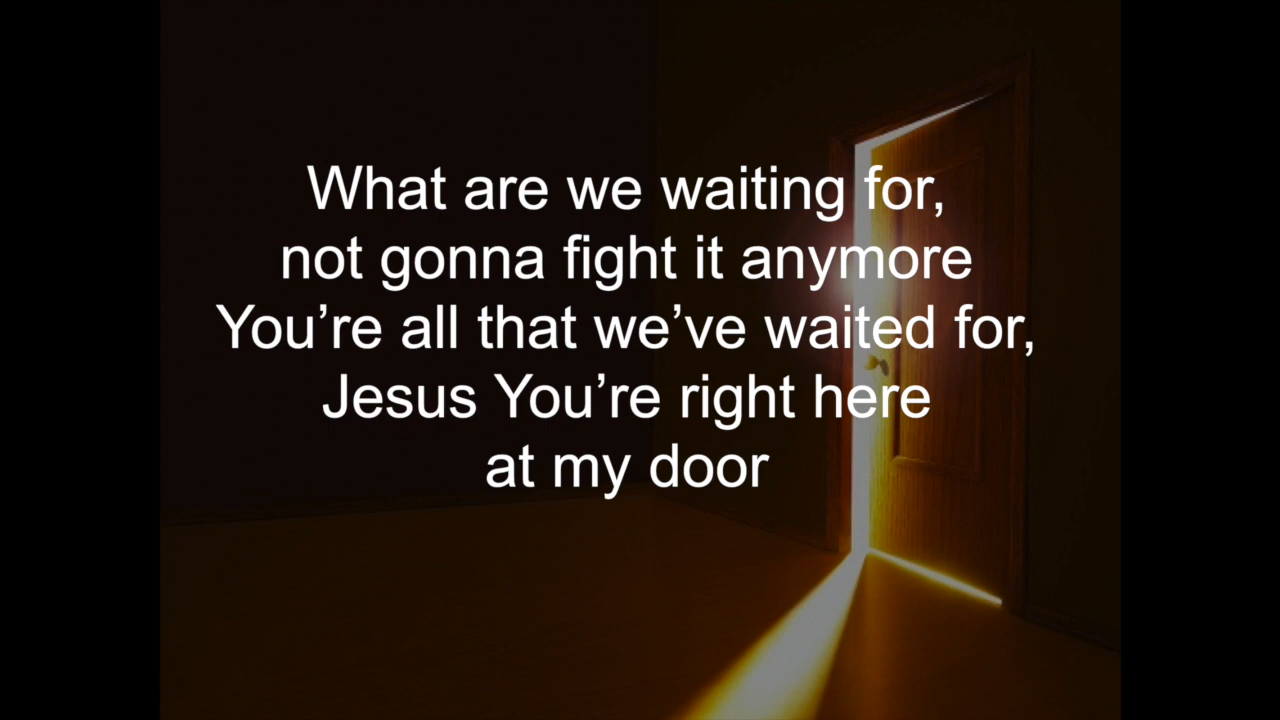 What are we waiting for,
not gonna fight it anymore
You’re all that we’ve waited for,
Jesus You’re right here
at my door